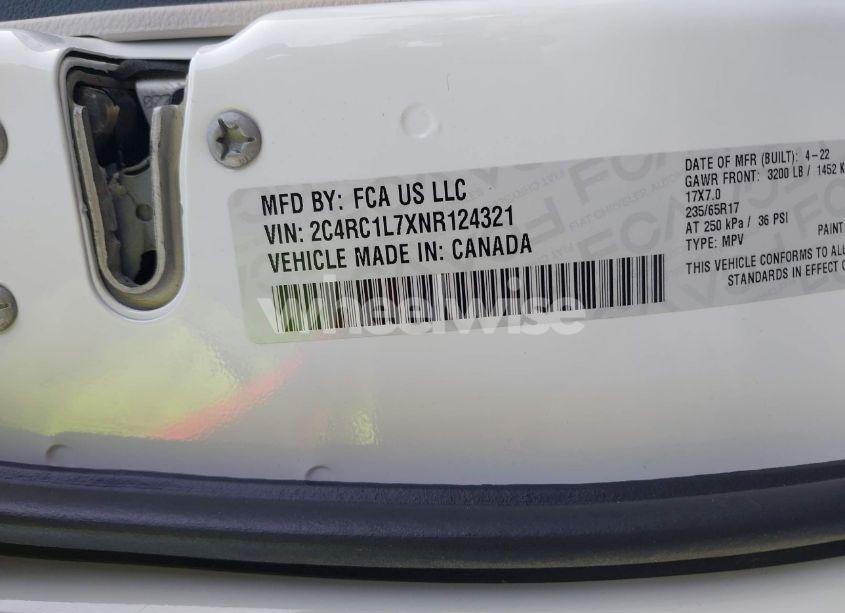 MFD BY: FCA US LLC
VIN: 2C4RC1L7XNR124321
VEHICLE MADE IN: CANADA
DATE OF MFR (BUILT): 4-22
GAWR FRONT: 3200 LB / 1452 K
17X7.0
235/65R17
AT 250 kPa / 36 PSI
PAINT
TYPE: MPV
THIS VEHICLE CONFORMS TO ALL
STANDARDS IN EFFECT O
wheelwise